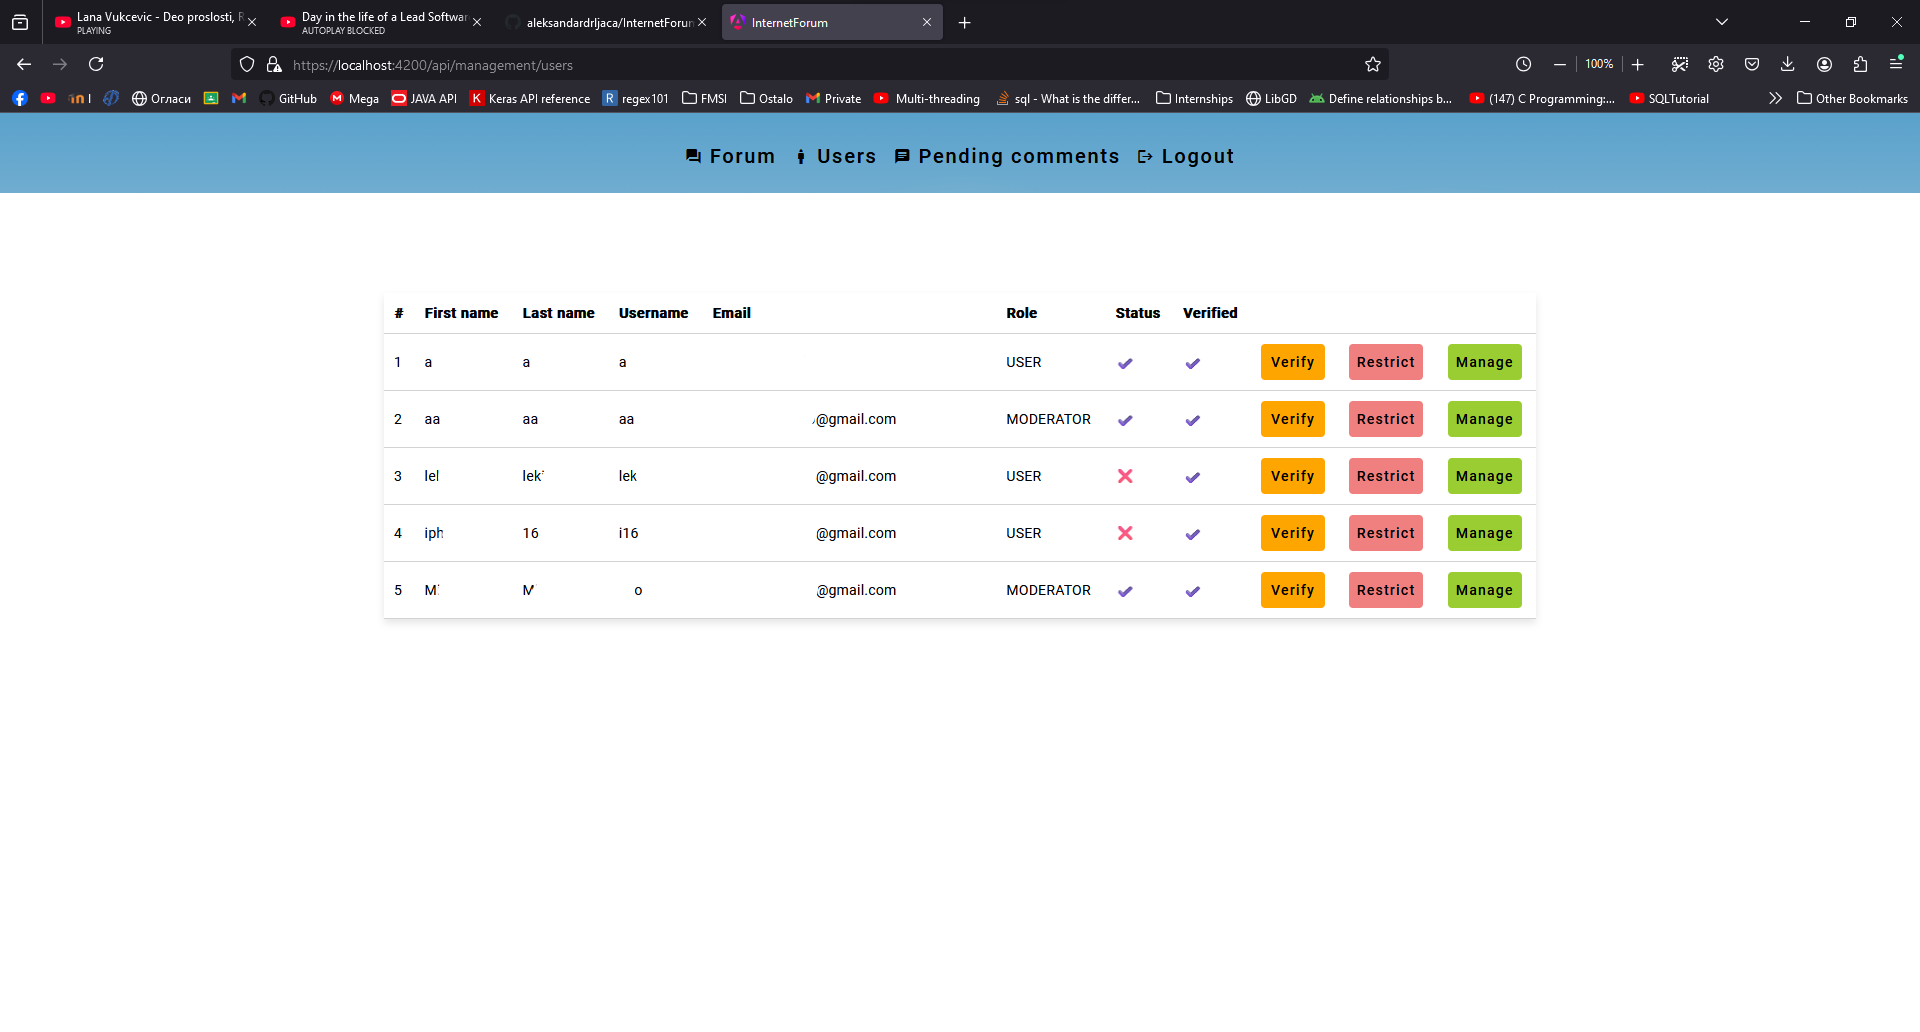 Lana Vukcevic - Deo proslosti, R
PLAYING
Day in the life of a Lead Softwar
AUTOPLAY BLOCKED
aleksandardrljaca/InternetForum
InternetForum
https://localhost:4200/api/management/users
100%
Огласи GitHub Mega JAVA API Keras API reference regex101 FMSI Ostalo Private Multi-threading sql - What is the differ... Internships LibGD Define relationships b... (147) C Programming:... SQLTutorial Other Bookmarks
Forum Users Pending comments Logout
# First name Last name Username Email Role Status Verified
1 a a a USER Verify Restrict Manage
2 aa aa aa @gmail.com MODERATOR Verify Restrict Manage
3 lel lek lek @gmail.com USER Verify Restrict Manage
4 iph 16 i16 @gmail.com USER Verify Restrict Manage
5 M M o @gmail.com MODERATOR Verify Restrict Manage